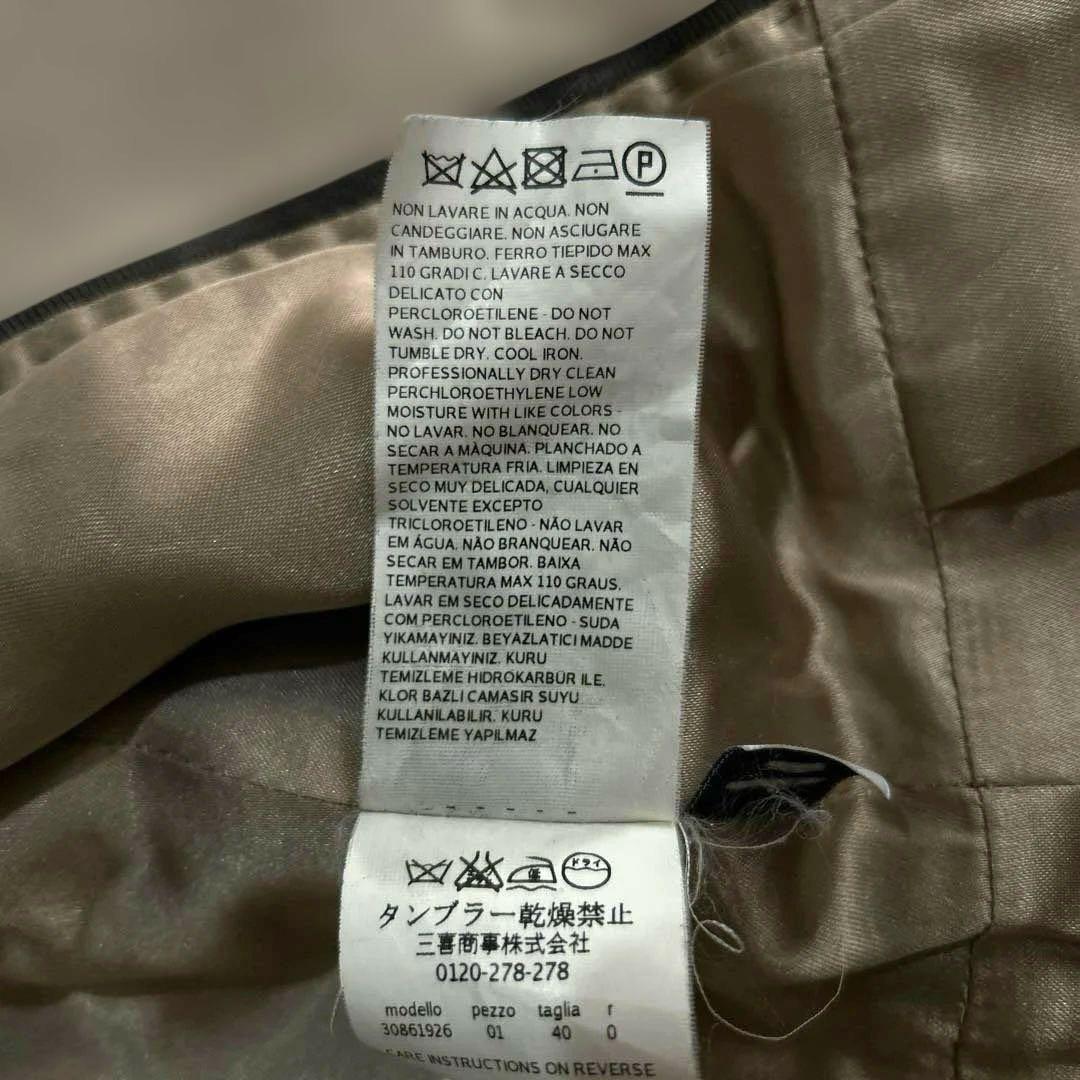 P
NON LAVARE IN ACQUA. NON
CANDEGGIARE. NON ASCIUGARE
IN TAMBURO. FERRO TIEPIDO MAX
110 GRADI C. LAVARE A SECCO
DELICATO CON
PERCLOROETILENE - DO NOT
WASH. DO NOT BLEACH. DO NOT
TUMBLE DRY. COOL IRON.
PROFESSIONALLY DRY CLEAN
PERCHLOROETHYLENE LOW
MOISTURE WITH LIKE COLORS -
NO LAVAR. NO BLANQUEAR. NO
SECAR A MÀQUINA. PLANCHADO A
TEMPERATURA FRIA. LIMPIEZA EN
SECO MUY DELICADA, CUALQUIER
SOLVENTE EXCEPTO
TRICLOROETILENO - NÃO LAVAR
EM ÁGUA. NÃO BRANQUEAR. NÃO
SECAR EM TAMBOR. BAIXA
TEMPERATURA MAX 110 GRAUS.
LAVAR EM SECO DELICADAMENTE
COM PERCLOROETILENO - SUDA
YIKAMAYINIZ. BEYAZLATICI MADDE
KULLANMAYINIZ. KURU
TEMIZLEME HIDROKARBÜR ILE.
KLOR BAZLI CAMASIR SUYU
KULLANILABILIR. KURU
TEMIZLEME YAPILMAZ
低 ドライ
タンブラー乾燥禁止
三喜商事株式会社
0120-278-278
modello pezzo taglia r
30861926 01 40 0
CARE INSTRUCTIONS ON REVERSE